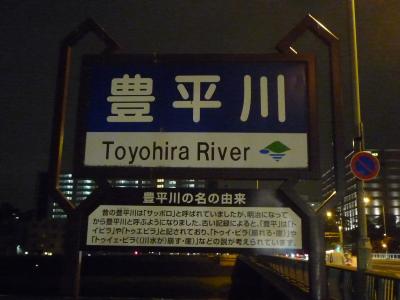 豊平川
Toyohira River
豊平川の名の由来
昔の豊平川は「サッポロ」と呼ばれていましたが、明治になって
から豊平川と呼ぶようになりました。古い記録によると、「豊平」は「トイ
ピラ」や「トゥエピラ」と記されており、「トゥイ・ピラ(崩れる・崖)」や
「トゥイェ・ピラ(川水が)崩す・崖)」などの説が考えられています。